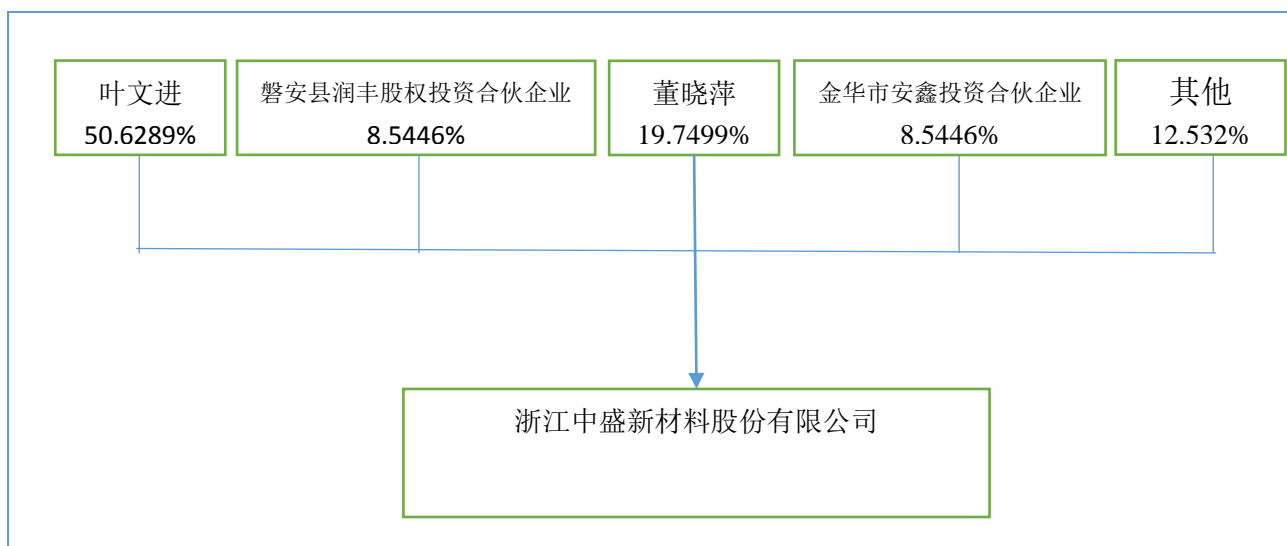 叶文进
50.6289%
磐安县润丰股权投资合伙企业
8.5446%
董晓萍
19.7499%
金华市安鑫投资合伙企业
8.5446%
其他
12.532%
浙江中盛新材料股份有限公司